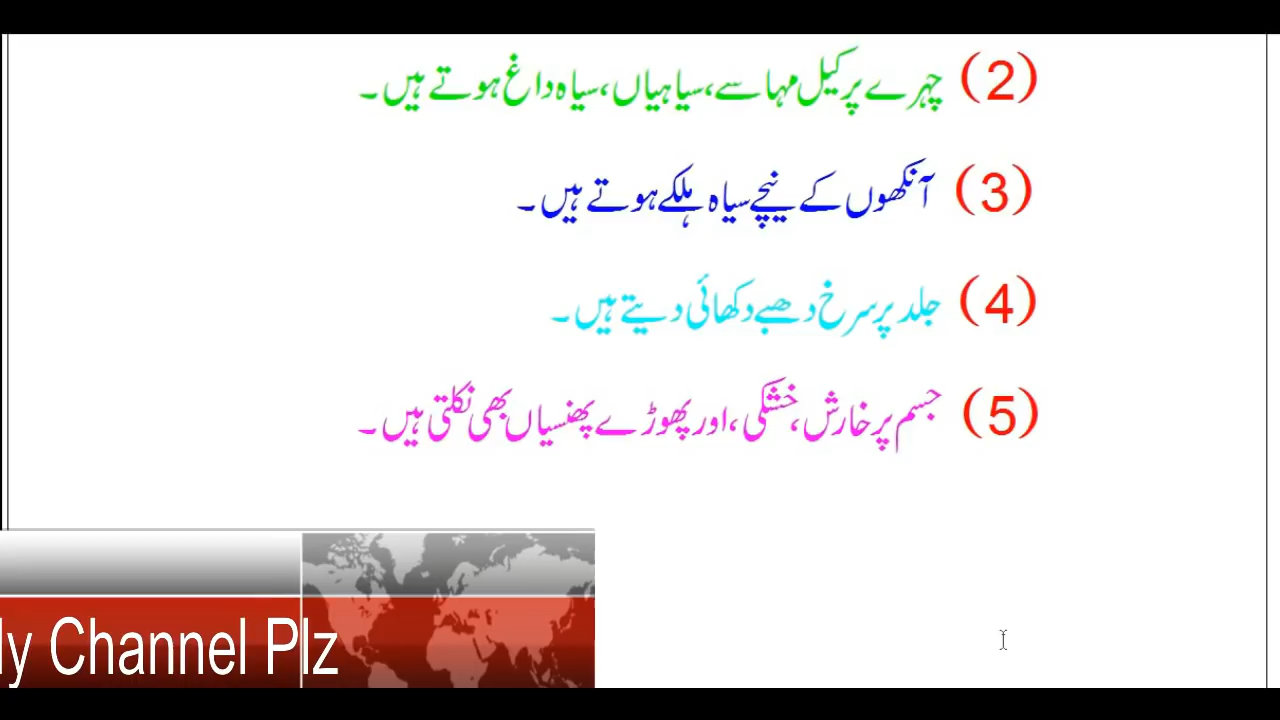 (2) چہرے پر کیل مہاسے، سیاہیاں، سیاہ داغ ہوتے ہیں۔
(3) آنکھوں کے نیچے سیاہ ہلکے ہوتے ہیں۔
(4) جلد پر سرخ دھبے دکھائی دیتے ہیں۔
(5) جسم پر خارش، خشکی، اور پھوڑے پھنسیاں بھی نکلتی ہیں۔
ly Channel Plz